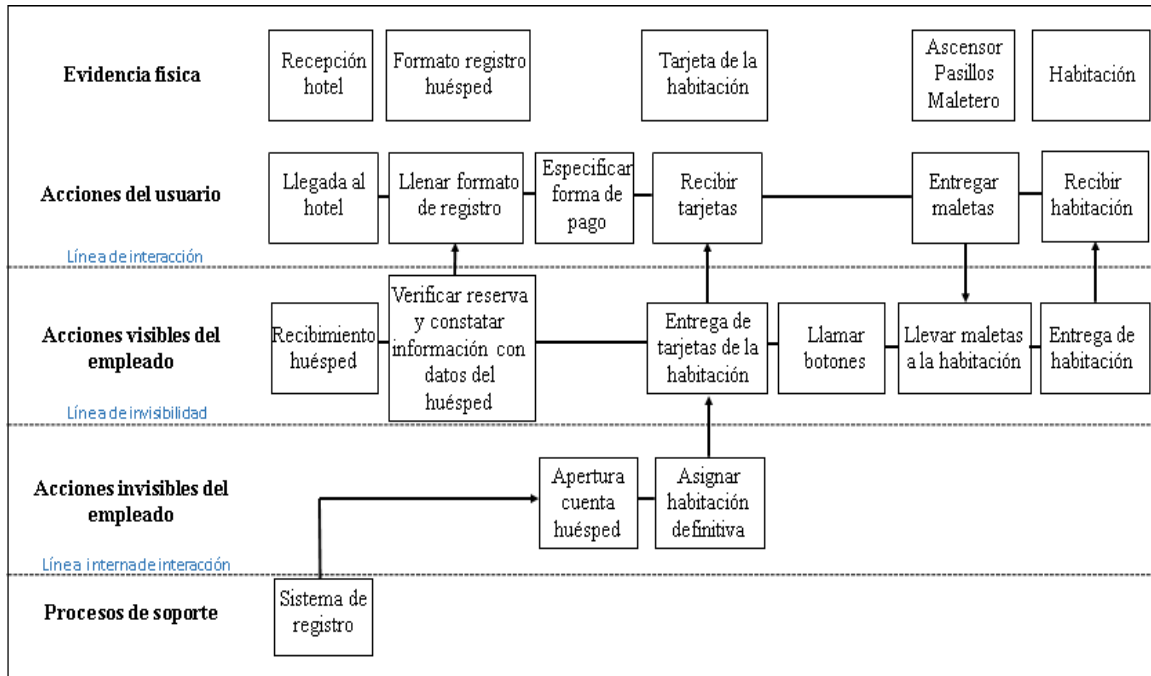 Evidencia física
Recepción
hotel
Formato registro
huésped
Tarjeta de la
habitación
Ascensor
Pasillos
Maletero
Habitación
Acciones del usuario
Llegada al
hotel
Llenar formato
de registro
Especificar
forma de
pago
Recibir
tarjetas
Entregar
maletas
Recibir
habitación
Línea de interacción
Acciones visibles del
empleado
Recibimiento
huésped
Verificar reserva
y constatar
información con
datos del
huésped
Entrega de
tarjetas de la
habitación
Llamar
botones
Llevar maletas
a la habitación
Entrega de
habitación
Línea de invisibilidad
Acciones invisibles del
empleado
Apertura
cuenta
huésped
Asignar
habitación
definitiva
Línea interna de interacción
Procesos de soporte
Sistema de
registro